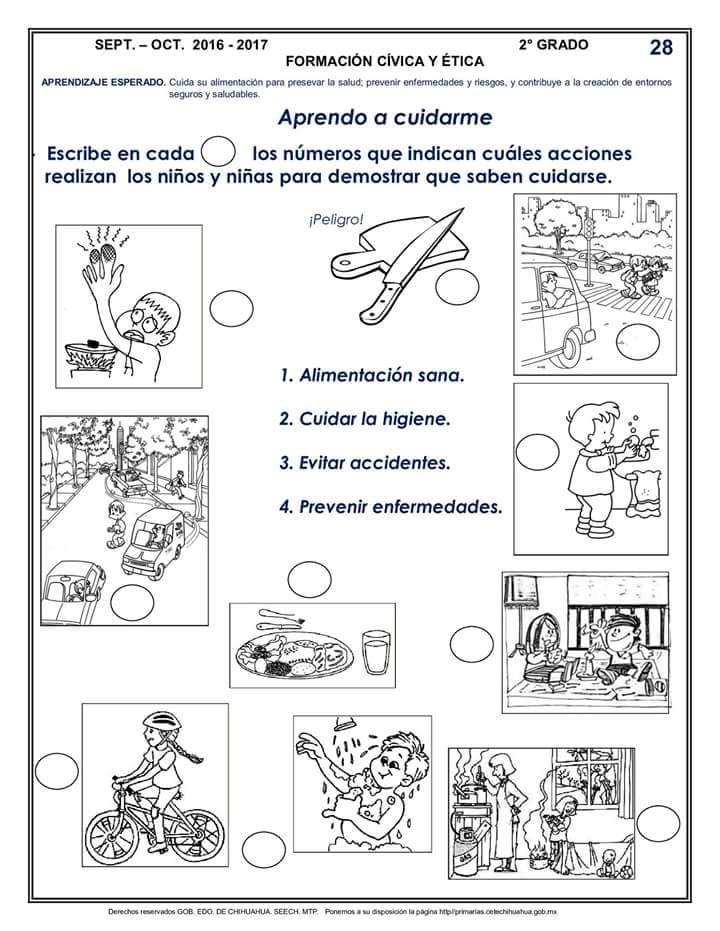 SEPT. – OCT. 2016 - 2017 2° GRADO 28
FORMACIÓN CÍVICA Y ÉTICA
APRENDIZAJE ESPERADO. Cuida su alimentación para presevar la salud; prevenir enfermedades y riesgos, y contribuye a la creación de entornos
seguros y saludables.
Aprendo a cuidarme
Escribe en cada los números que indican cuáles acciones
realizan los niños y niñas para demostrar que saben cuidarse.
¡Peligro!
1. Alimentación sana.
2. Cuidar la higiene.
3. Evitar accidentes.
4. Prevenir enfermedades.
GAS
Derechos reservados GOB. EDO. DE CHIHUAHUA. SEECH. MTP. Ponemos a su disposición la página http//primarias.cetechihuahua.gob.mx